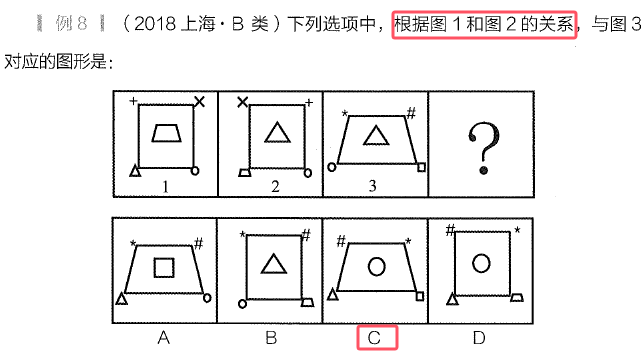 例8 （2018上海·B 类）下列选项中，根据图1和图2的关系，与图3
对应的图形是：
+ × × + * #
?
1 2 3
* # * # # * # *
A B C D